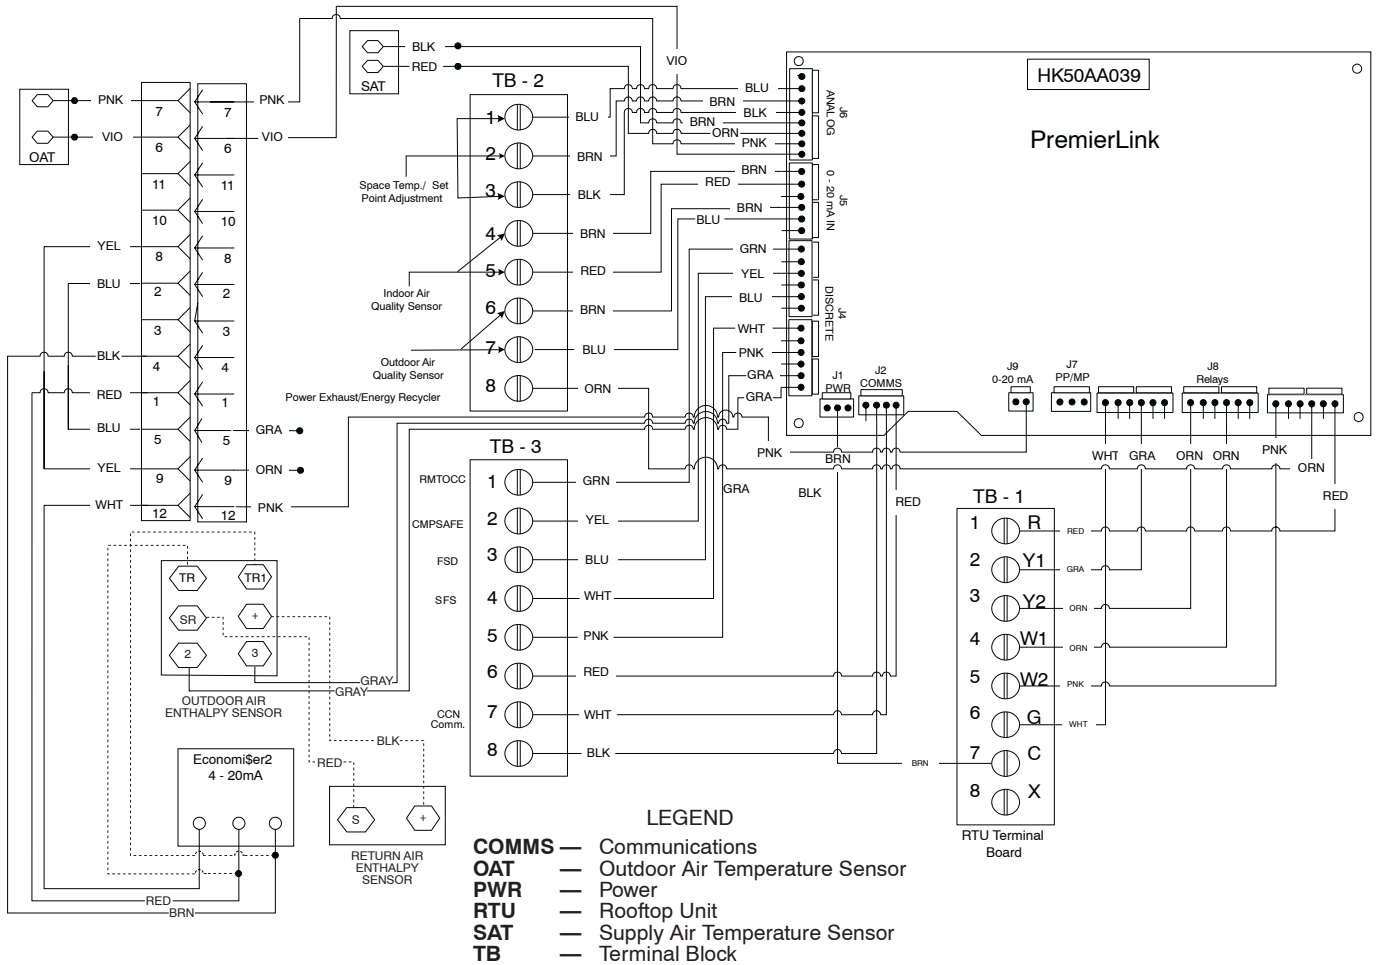 HK50AA039
PremierLink
OAT
PNK
VIO
7
6
11
10
8
2
3
4
1
5
9
12
YEL
BLU
BLK
RED
BLU
YEL
WHT
7
6
11
10
8
2
3
4
1
5
9
12
PNK
VIO
GRA
ORN
PNK
SAT
BLK
RED
VIO
TB - 2
1
2
3
4
5
6
7
8
BLU
BRN
BLK
BRN
RED
BRN
BLU
ORN
Space Temp./ Set
Point Adjustment
Indoor Air
Quality Sensor
Outdoor Air
Quality Sensor
Power Exhaust/Energy Recycler
BLU
BRN
BLK
BRN
ORN
PNK
J6
ANALOG
BRN
RED
BRN
BLU
J5
0 - 20 mA IN
GRN
YEL
BLU
WHT
PNK
GRA
GRA
J4
DISCRETE
J1
PWR
J2
COMMS
J9
0-20 mA
J7
PP/MP
J8
Relays
PNK
BRN
BLK
GRA
RED
WHT
GRA
ORN
ORN
PNK
ORN
RED
TB - 3
RMTOCC
CMPSAFE
FSD
SFS
CCN
Comm.
1
2
3
4
5
6
7
8
GRN
YEL
BLU
WHT
PNK
RED
WHT
BLK
TB - 1
1 R RED
2 Y1 GRA
3 Y2 ORN
4 W1 ORN
5 W2 PNK
6 G WHT
7 C BRN
8 X
RTU Terminal
Board
TR
TR1
SR
+
2
3
OUTDOOR AIR
ENTHALPY SENSOR
GRAY
GRAY
BLK
RED
Economi$er2
4 - 20mA
S
+
RETURN AIR
ENTHALPY
SENSOR
RED
BRN
LEGEND
COMMS — Communications
OAT — Outdoor Air Temperature Sensor
PWR — Power
RTU — Rooftop Unit
SAT — Supply Air Temperature Sensor
TB — Terminal Block